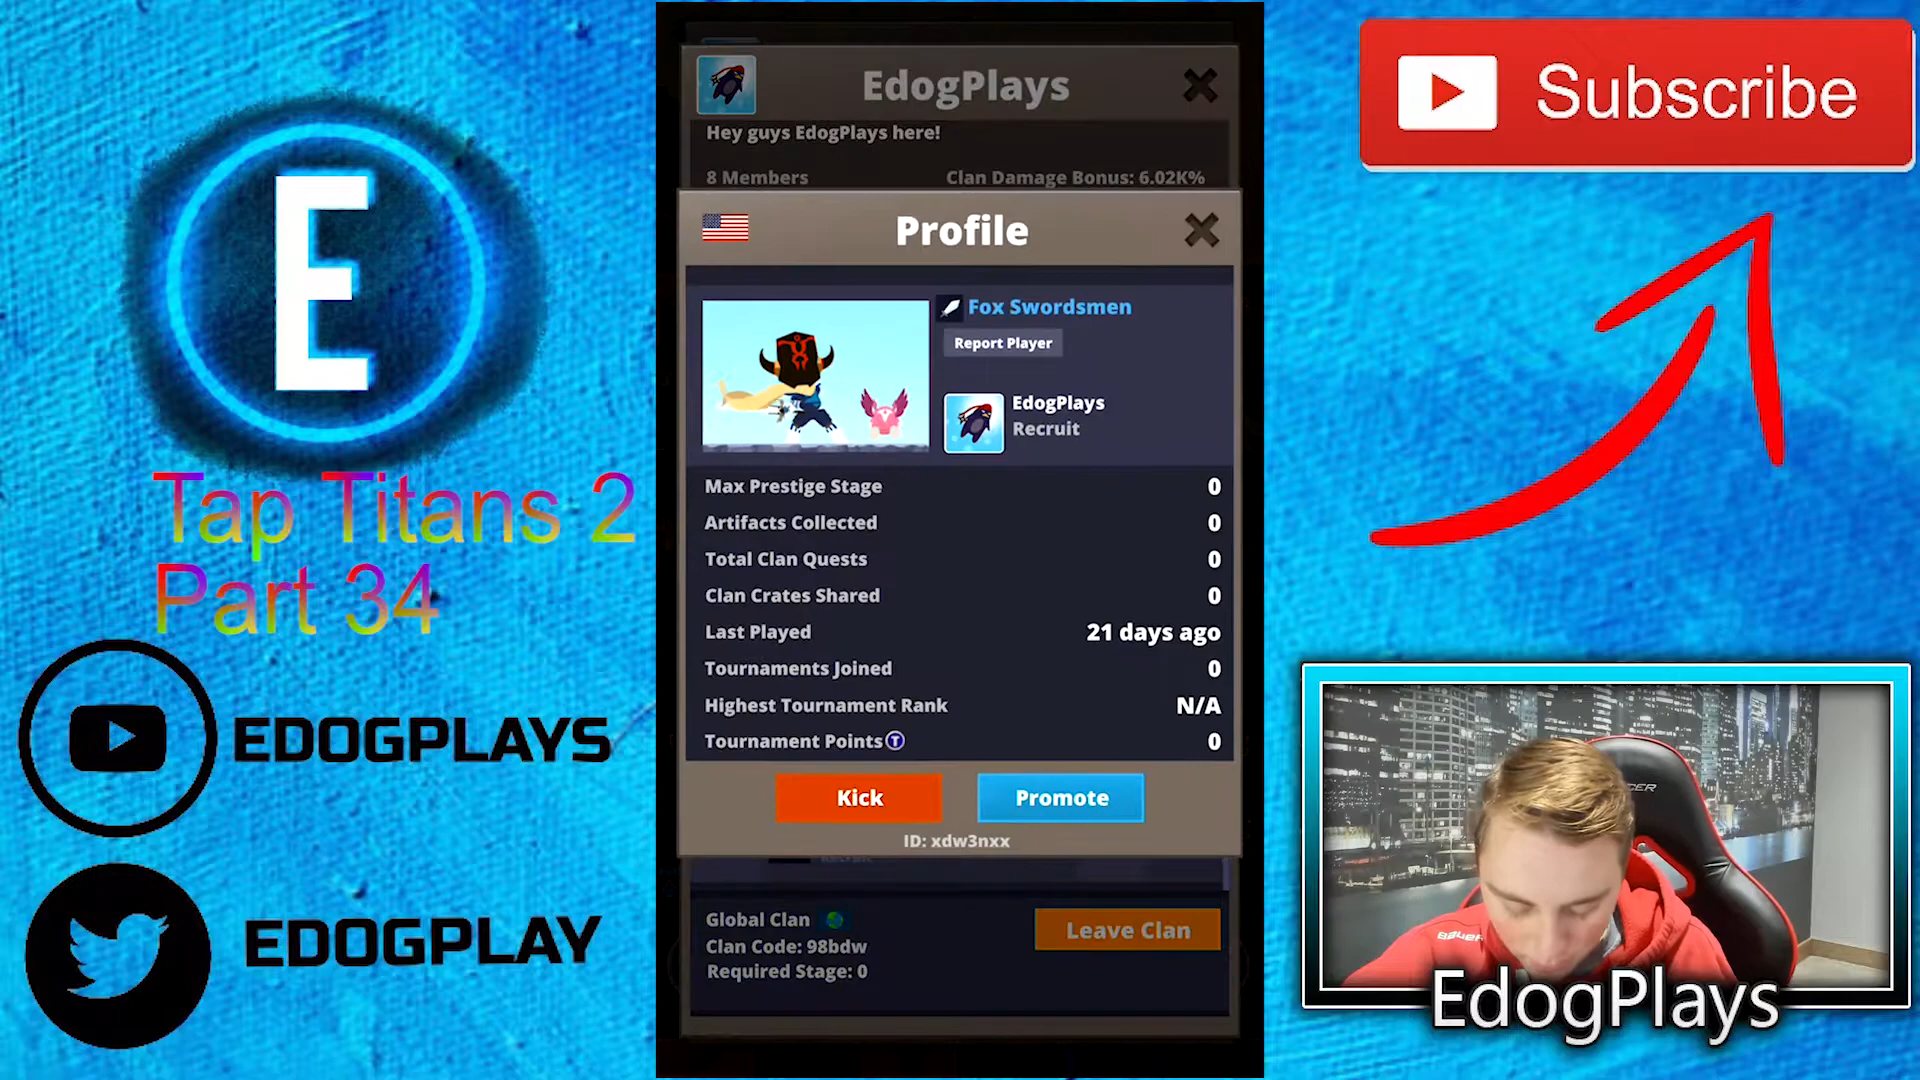 E
Tap Titans 2
Part 34
EDOGPLAYS
EDOGPLAY
EdogPlays
Hey guys EdogPlays here!
8 Members
Clan Damage Bonus: 6.02K%
Profile
Fox Swordsmen
Report Player
EdogPlays
Recruit
Max Prestige Stage 0
Artifacts Collected 0
Total Clan Quests 0
Clan Crates Shared 0
Last Played 21 days ago
Tournaments Joined 0
Highest Tournament Rank N/A
Tournament Points T 0
Kick
Promote
ID: xdw3nxx
Global Clan
Clan Code: 98bdw
Required Stage: 0
Leave Clan
Subscribe
BAUER
EdogPlays